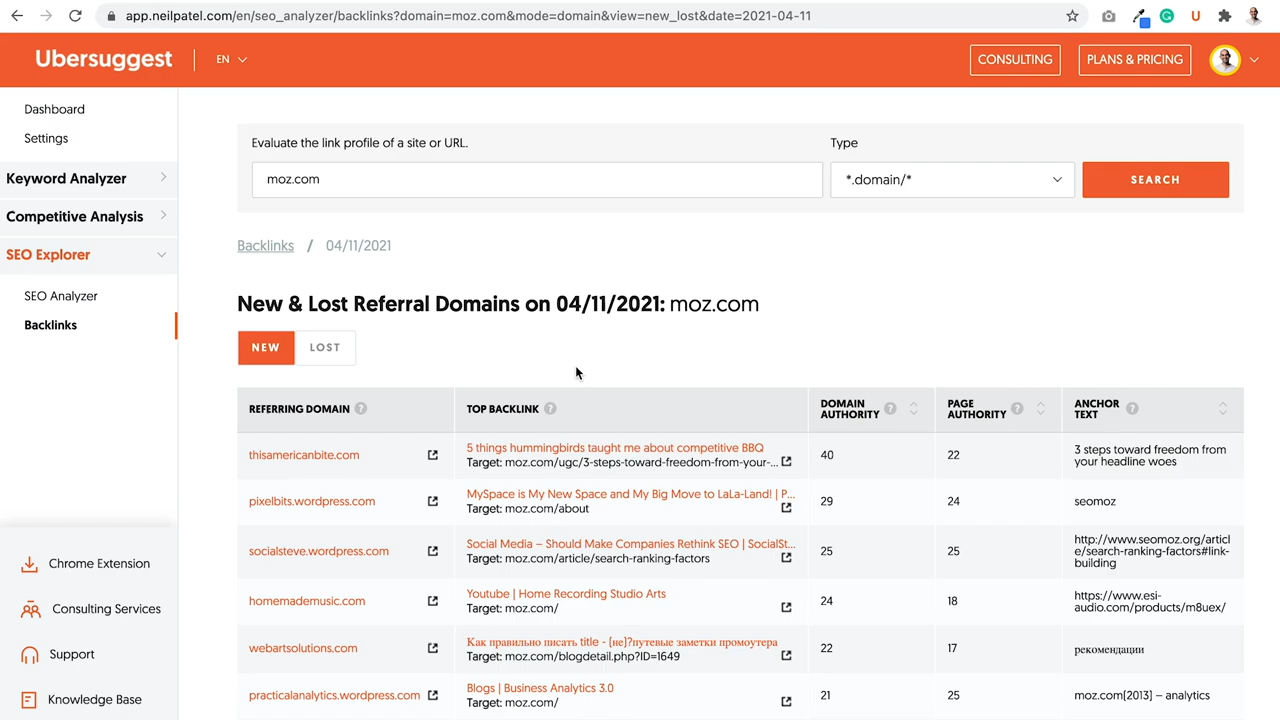 app.neilpatel.com/en/seo_analyzer/backlinks?domain=moz.com&mode=domain&view=new_lost&date=2021-04-11
Ubersuggest
EN
CONSULTING
PLANS & PRICING
Dashboard
Settings
Keyword Analyzer
Competitive Analysis
SEO Explorer
SEO Analyzer
Backlinks
Chrome Extension
Consulting Services
Support
Knowledge Base
Evaluate the link profile of a site or URL.
Type
moz.com
*.domain/*
SEARCH
Backlinks / 04/11/2021
New & Lost Referral Domains on 04/11/2021: moz.com
NEW
LOST
REFERRING DOMAIN ?
TOP BACKLINK ?
DOMAIN
AUTHORITY ?
PAGE
AUTHORITY ?
ANCHOR
TEXT ?
thisamericanbite.com
5 things hummingbirds taught me about competitive BBQ
Target: moz.com/ugc/3-steps-toward-freedom-from-your-...
40
22
3 steps toward freedom from
your headline woes
pixelbits.wordpress.com
MySpace is My New Space and My Big Move to LaLa-Land! | P...
Target: moz.com/about
29
24
seomoz
socialsteve.wordpress.com
Social Media – Should Make Companies Rethink SEO | SocialSt...
Target: moz.com/article/search-ranking-factors
25
25
http://www.seomoz.org/articl
e/search-ranking-factors#link-
building
homemademusic.com
Youtube | Home Recording Studio Arts
Target: moz.com/
24
18
https://www.esi-
audio.com/products/m8uex/
webartsolutions.com
Как правильно писать title - [не]?путевые заметки промоутера
Target: moz.com/blogdetail.php?ID=1649
22
17
рекомендации
practicalanalytics.wordpress.com
Blogs | Business Analytics 3.0
Target: moz.com/
21
25
moz.com[2013] – analytics